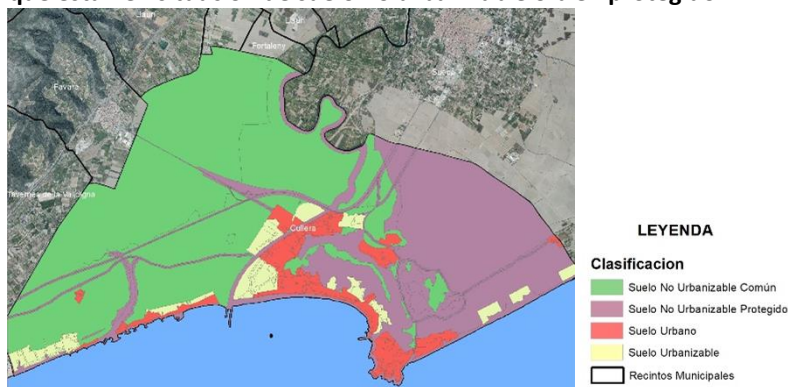 Llaurí
Fortaleny
Favara
Sueca
Tavernes de la Valldigna
Cullera
LEYENDA
Clasificacion
Suelo No Urbanizable Común
Suelo No Urbanizable Protegido
Suelo Urbano
Suelo Urbanizable
Recintos Municipales